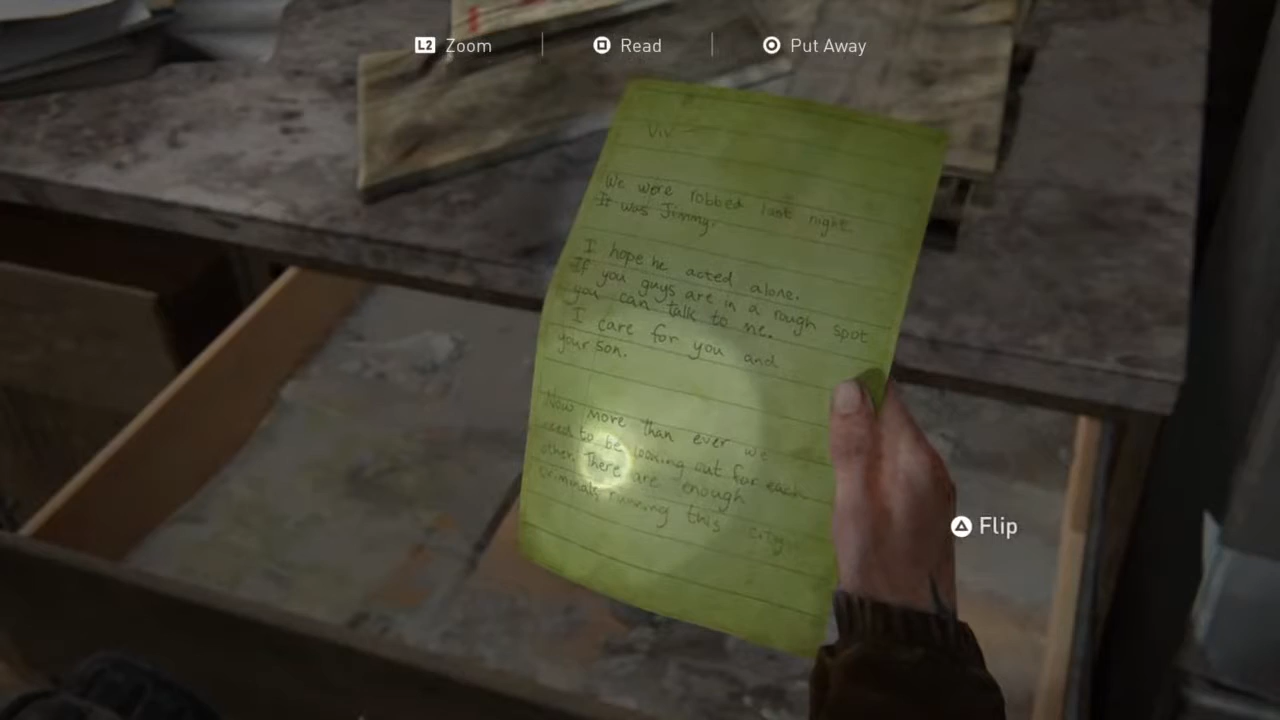 L2 Zoom
Read
Put Away
Viv -
We were robbed last night
It was Jimmy.
I hope he acted alone.
If you guys are in a rough spot
you can talk to me.
I care for you and
your son.
Now more than ever we
need to be looking out for each
other. There are enough
criminals running this city.
Flip